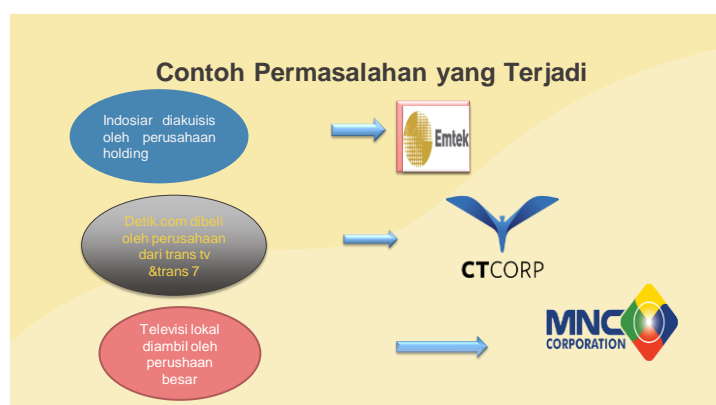 Contoh Permasalahan yang Terjadi
Indosiar diakuisis
oleh perusahaan
holding
Emtek
Detik.com dibeli
oleh perusahaan
dari trans tv
&trans 7
CTCORP
Televisi lokal
diambil oleh
perushaan
besar
MNC
CORPORATION